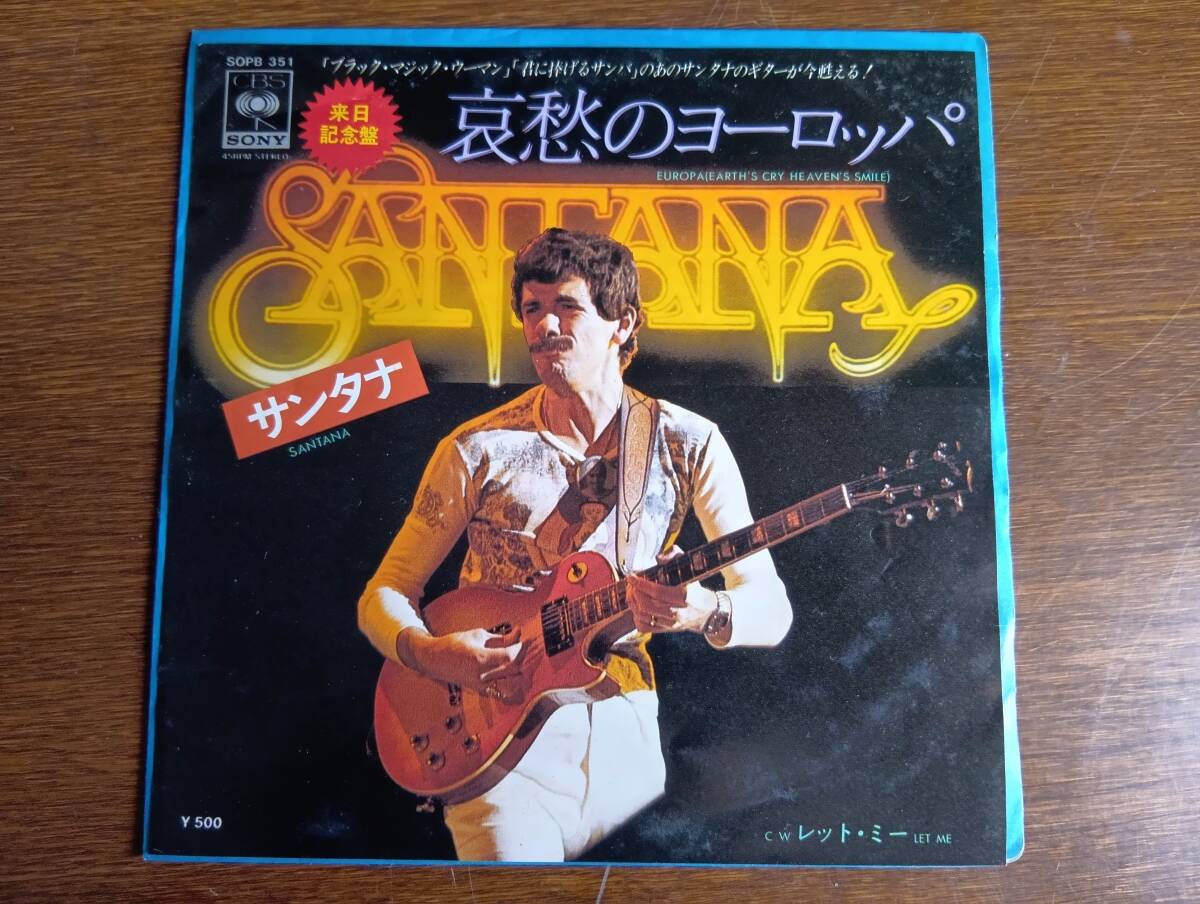 SOPB 351
CBS
SONY
45RPM STEREO
「ブラック・マジック・ウーマン」「君に捧げるサンバ」のあのサンタナのギターが今甦える!
来日
記念盤
哀愁のヨーロッパ
EUROPA(EARTH'S CRY HEAVEN'S SMILE)
SANTANA
サンタナ
SANTANA
Y 500
C W レット・ミー LET ME